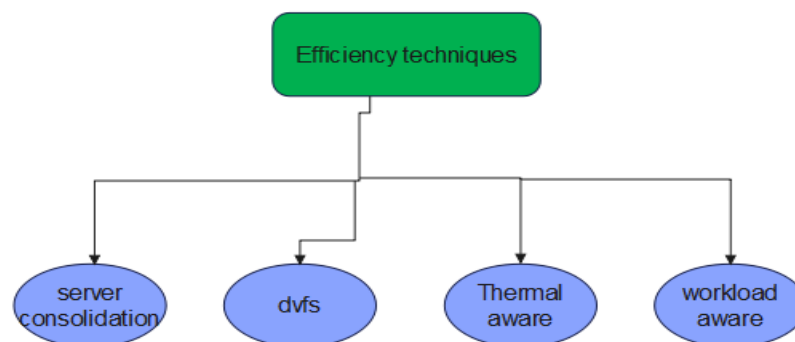 Efficiency techniques
server
consolidation
dvfs
Thermal
aware
workload
aware